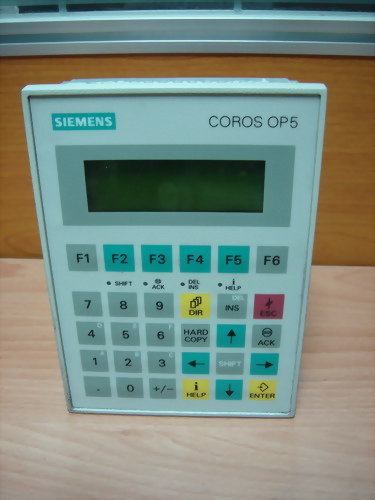 SIEMENS COROS OP5
F1 F2 F3 F4 F5 F6
SHIFT ACK DEL INS i HELP
7 8 9 DIR DEL INS ESC
4 D 5 E 6 F HARD COPY ACK
1 A 2 B 3 C SHIFT
. 0 +/- i HELP ENTER